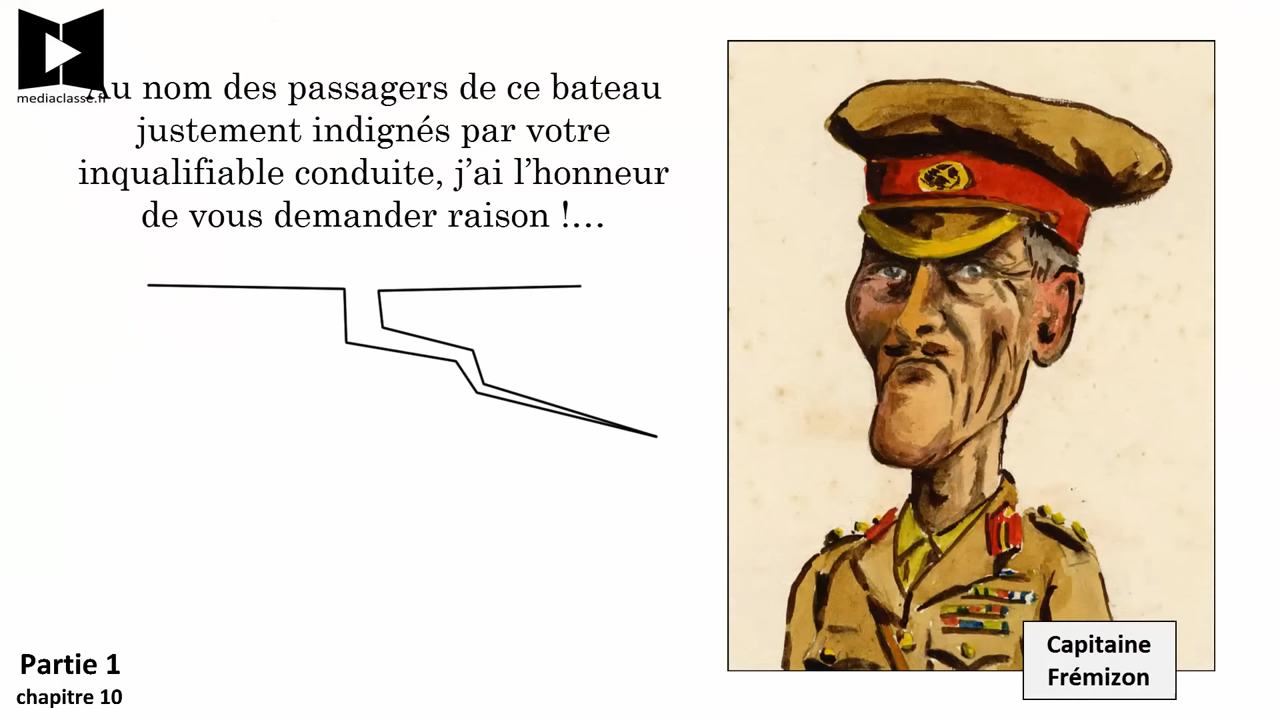 mediaclasse.fr
Au nom des passagers de ce bateau
justement indignés par votre
inqualifiable conduite, j’ai l’honneur
de vous demander raison !…
Partie 1
chapitre 10
Capitaine
Frémizon